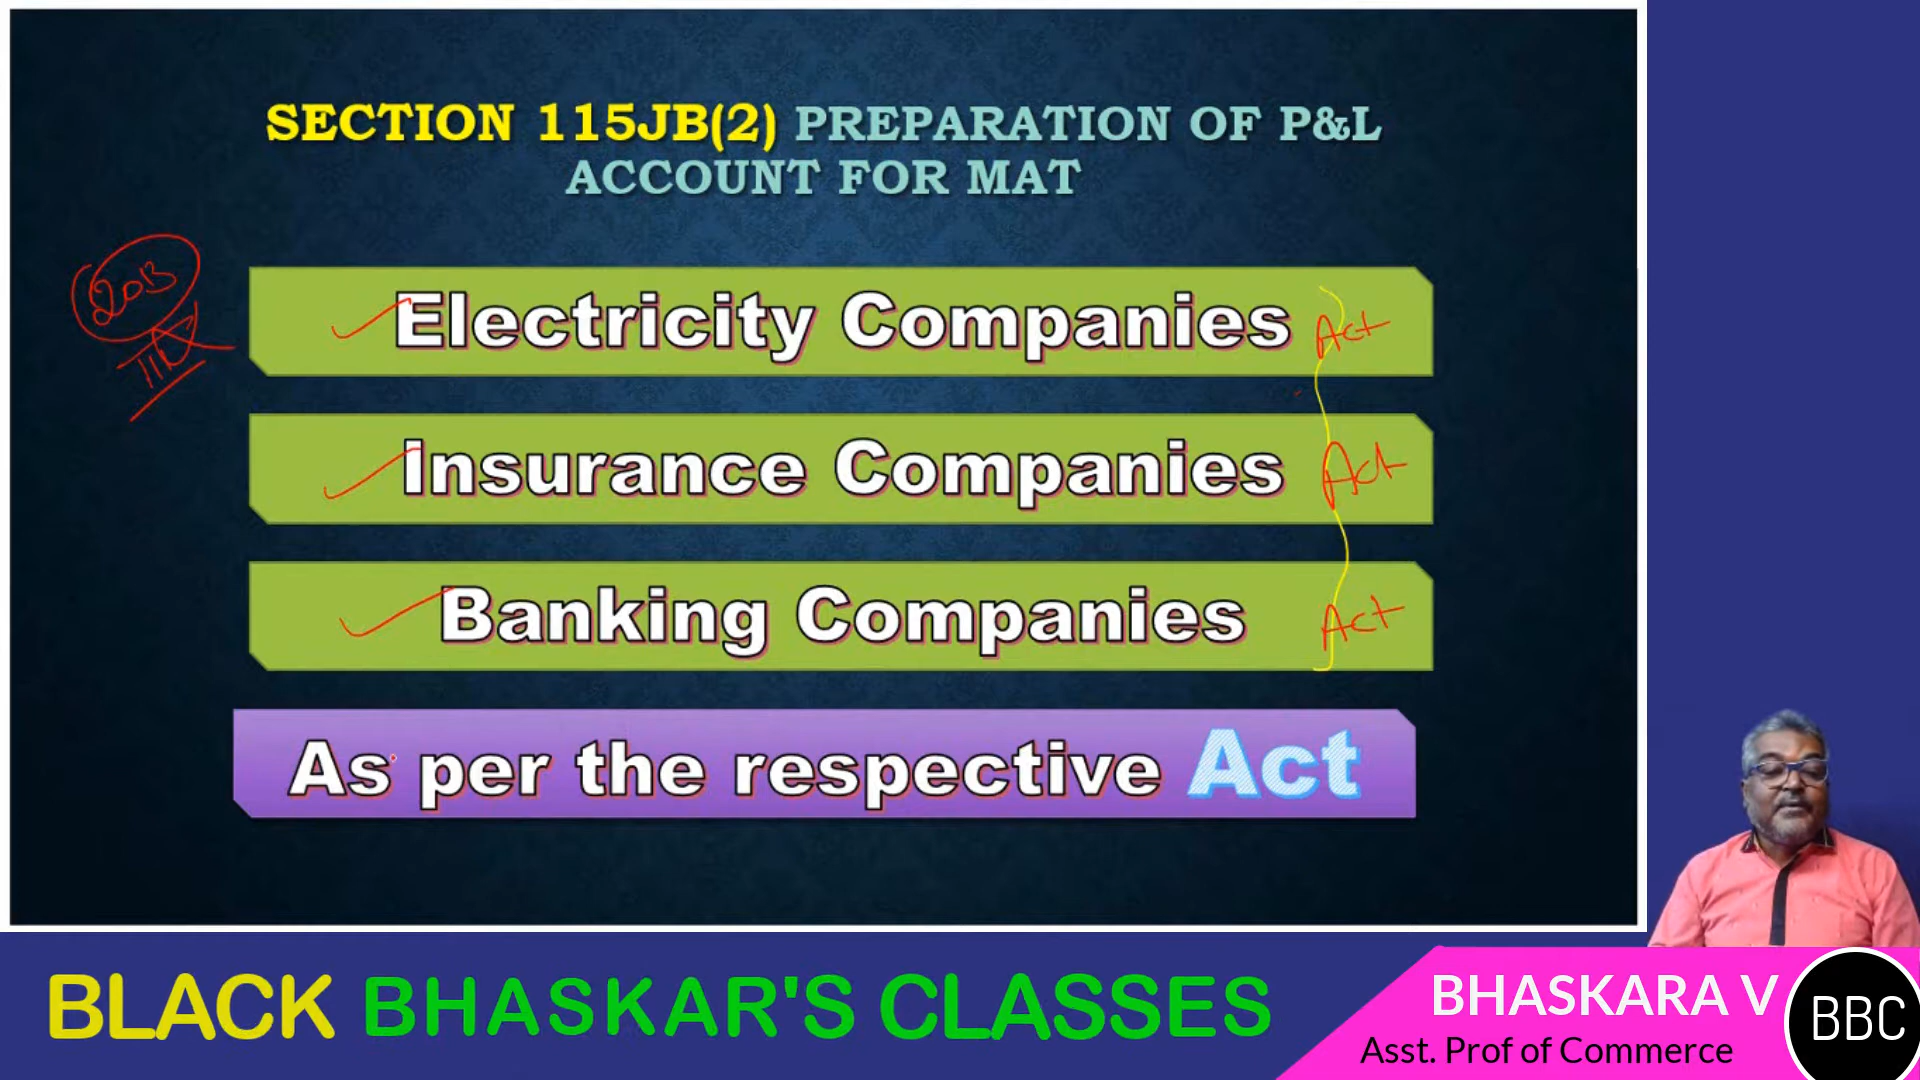 SECTION 115JB(2) PREPARATION OF P&L
ACCOUNT FOR MAT
2013
III
Electricity Companies
Act
Insurance Companies
Act
Banking Companies
Act
As per the respective Act
BLACK BHASKAR'S CLASSES
BHASKARA V
Asst. Prof of Commerce
BBC